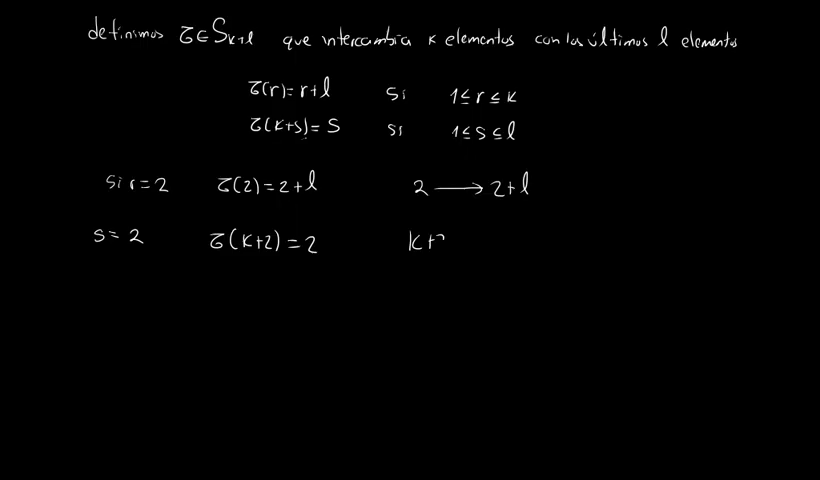 definimos τ∈S_{k+l} que intercambia k elementos con los últimos l elementos
τ(r)=r+l si 1≤r≤k
τ(k+s)=s si 1≤s≤l
si r=2 τ(2)=2+l 2⟶2+l
s=2 τ(k+2)=2 k+